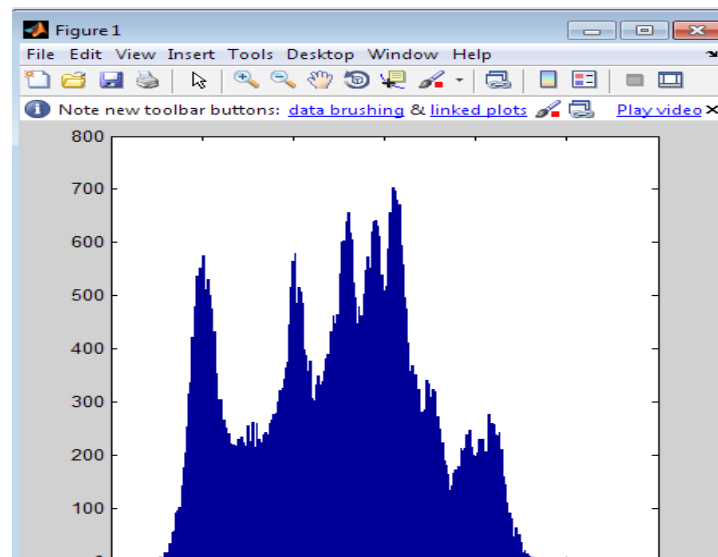 Figure 1
File Edit View Insert Tools Desktop Window Help
Note new toolbar buttons: data brushing & linked plots Play video
800
700
600
500
400
300
200
100